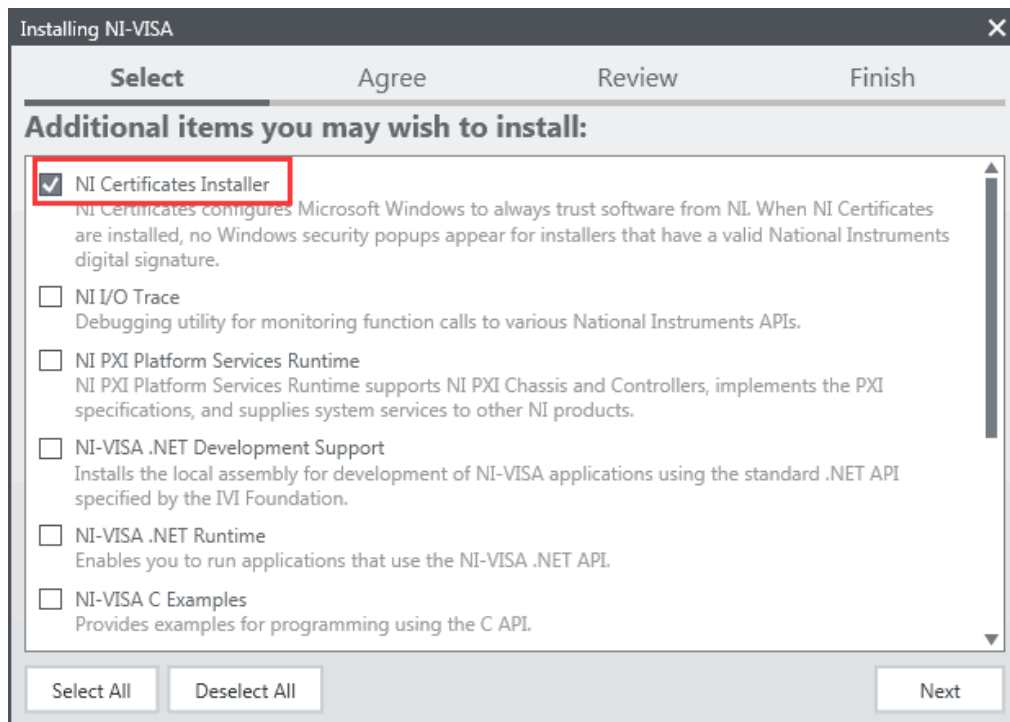 Installing NI-VISA
Select Agree Review Finish
Additional items you may wish to install:
NI Certificates Installer
NI Certificates configures Microsoft Windows to always trust software from NI. When NI Certificates
are installed, no Windows security popups appear for installers that have a valid National Instruments
digital signature.
NI I/O Trace
Debugging utility for monitoring function calls to various National Instruments APIs.
NI PXI Platform Services Runtime
NI PXI Platform Services Runtime supports NI PXI Chassis and Controllers, implements the PXI
specifications, and supplies system services to other NI products.
NI-VISA .NET Development Support
Installs the local assembly for development of NI-VISA applications using the standard .NET API
specified by the IVI Foundation.
NI-VISA .NET Runtime
Enables you to run applications that use the NI-VISA .NET API.
NI-VISA C Examples
Provides examples for programming using the C API.
Select All Deselect All Next